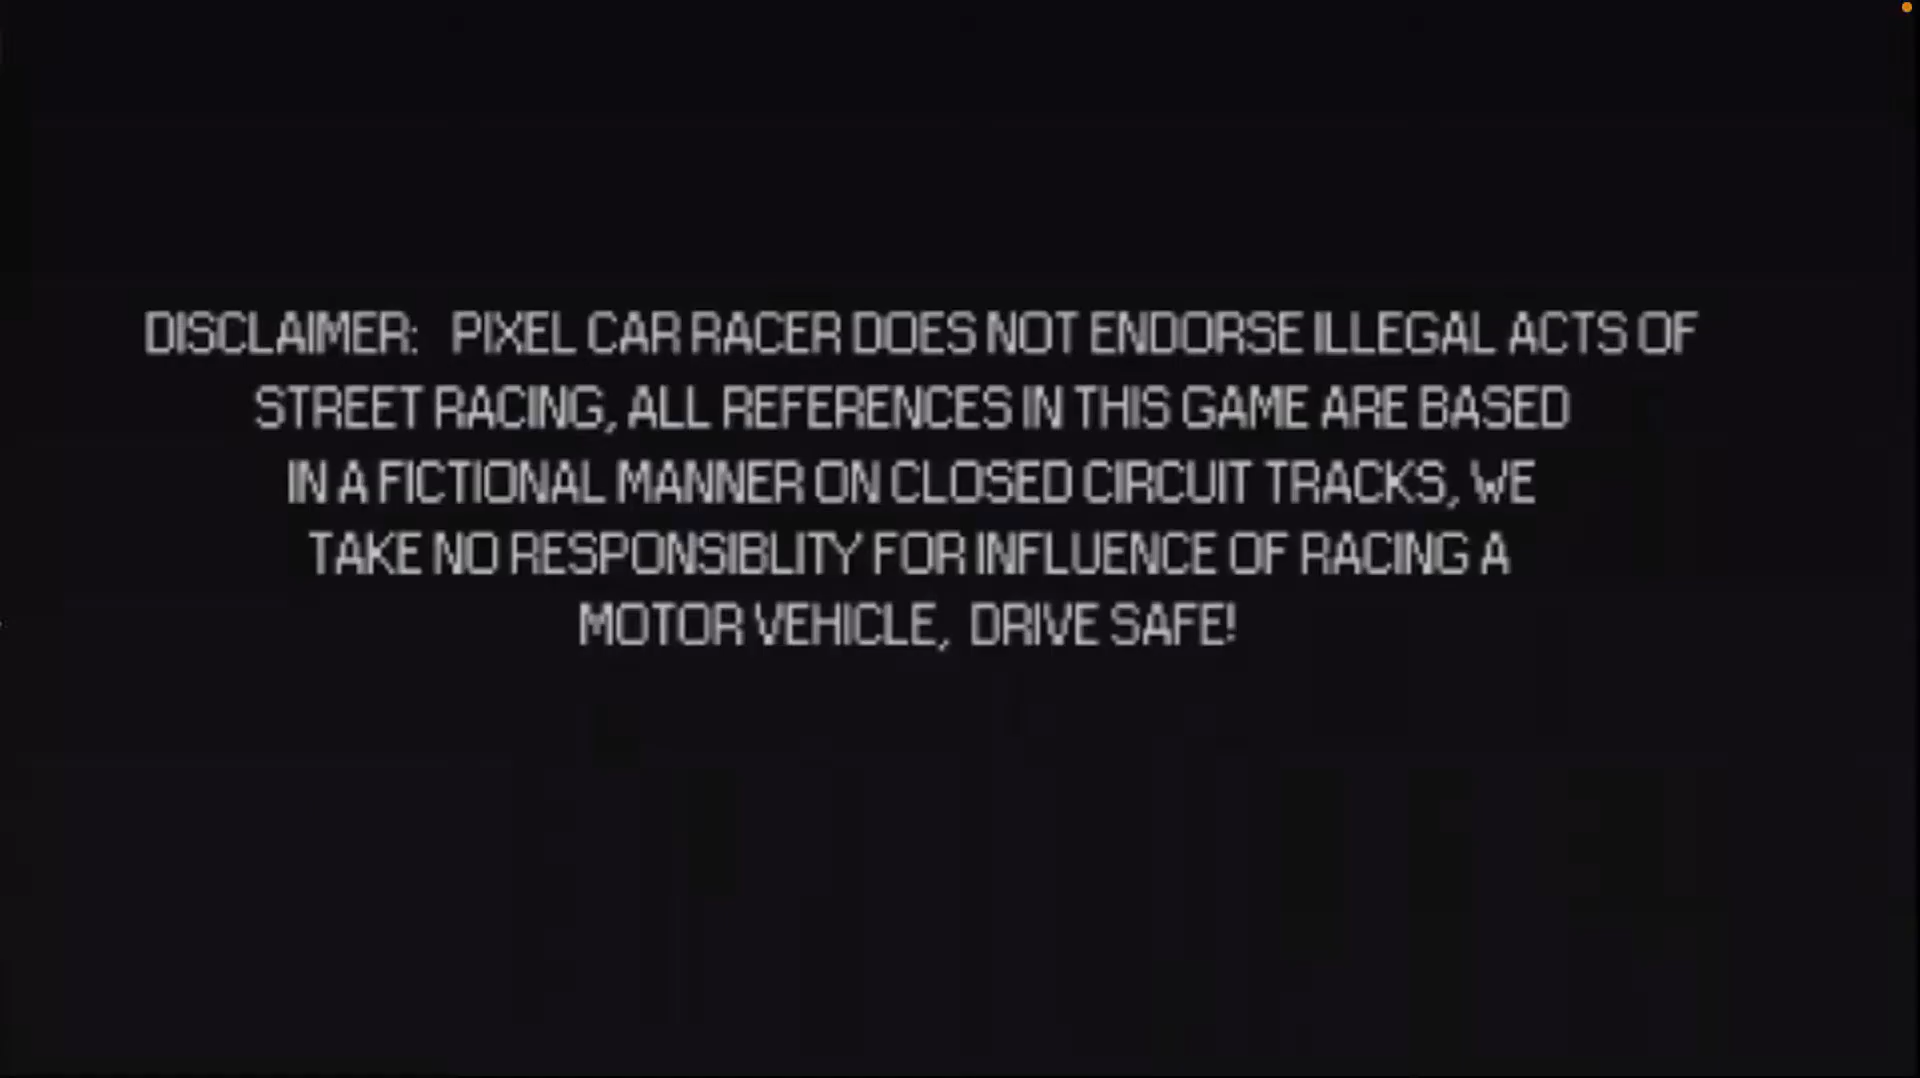 DISCLAIMER: PIXEL CAR RACER DOES NOT ENDORSE ILLEGAL ACTS OF
STREET RACING, ALL REFERENCES IN THIS GAME ARE BASED
IN A FICTIONAL MANNER ON CLOSED CIRCUIT TRACKS, WE
TAKE NO RESPONSIBLITY FOR INFLUENCE OF RACING A
MOTOR VEHICLE, DRIVE SAFE!